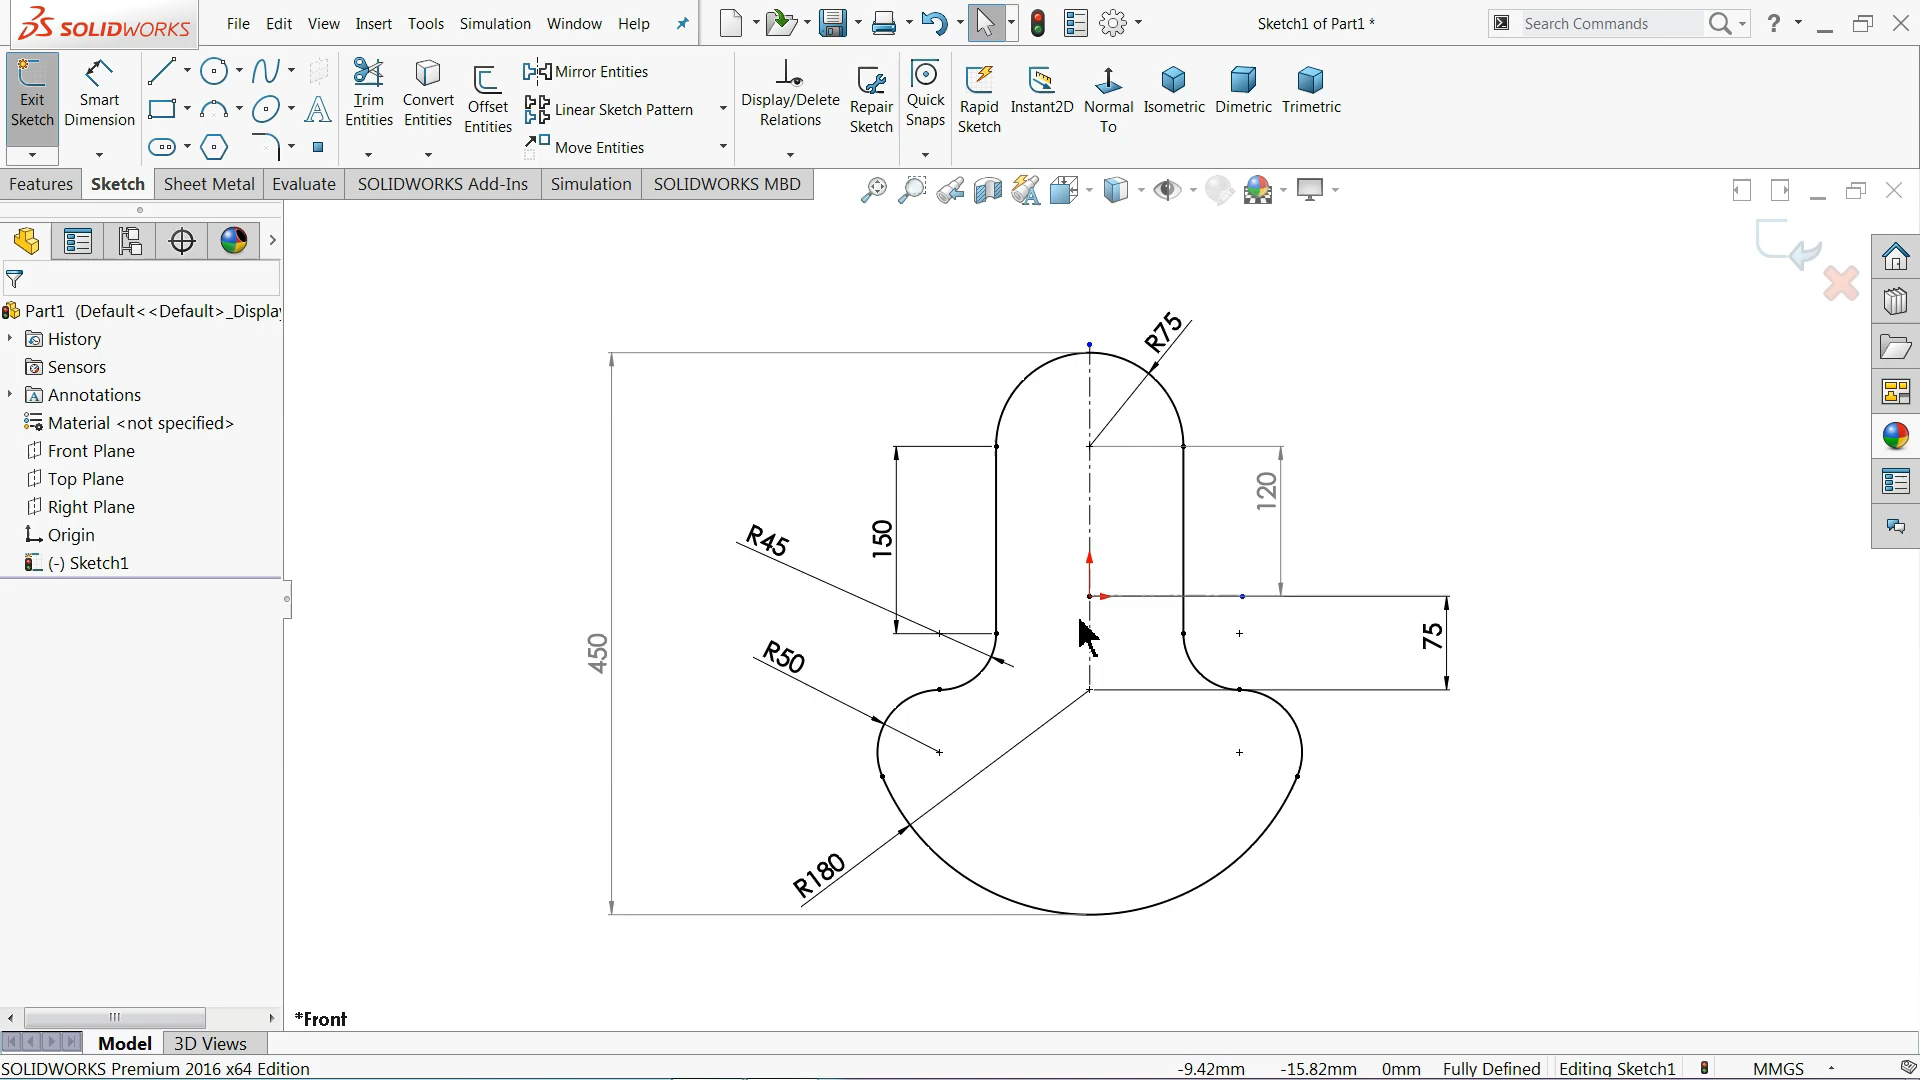 SOLIDWORKS
File Edit View Insert Tools Simulation Window Help
Sketch1 of Part1 *
Search Commands
?
Exit Sketch
Smart Dimension
Trim Entities
Convert Entities
Offset Entities
Mirror Entities
Linear Sketch Pattern
Move Entities
Display/Delete Relations
Repair Sketch
Quick Snaps
Rapid Sketch
Instant2D
Normal To
Isometric
Dimetric
Trimetric
Features Sketch Sheet Metal Evaluate SOLIDWORKS Add-Ins Simulation SOLIDWORKS MBD
Part1 (Default<<Default>_Display
History
Sensors
Annotations
Material <not specified>
Front Plane
Top Plane
Right Plane
Origin
(-) Sketch1
R75
120
150
R45
75
450
R50
R180
*Front
Model 3D Views
SOLIDWORKS Premium 2016 x64 Edition
-9.42mm -15.82mm 0mm Fully Defined Editing Sketch1 MMGS